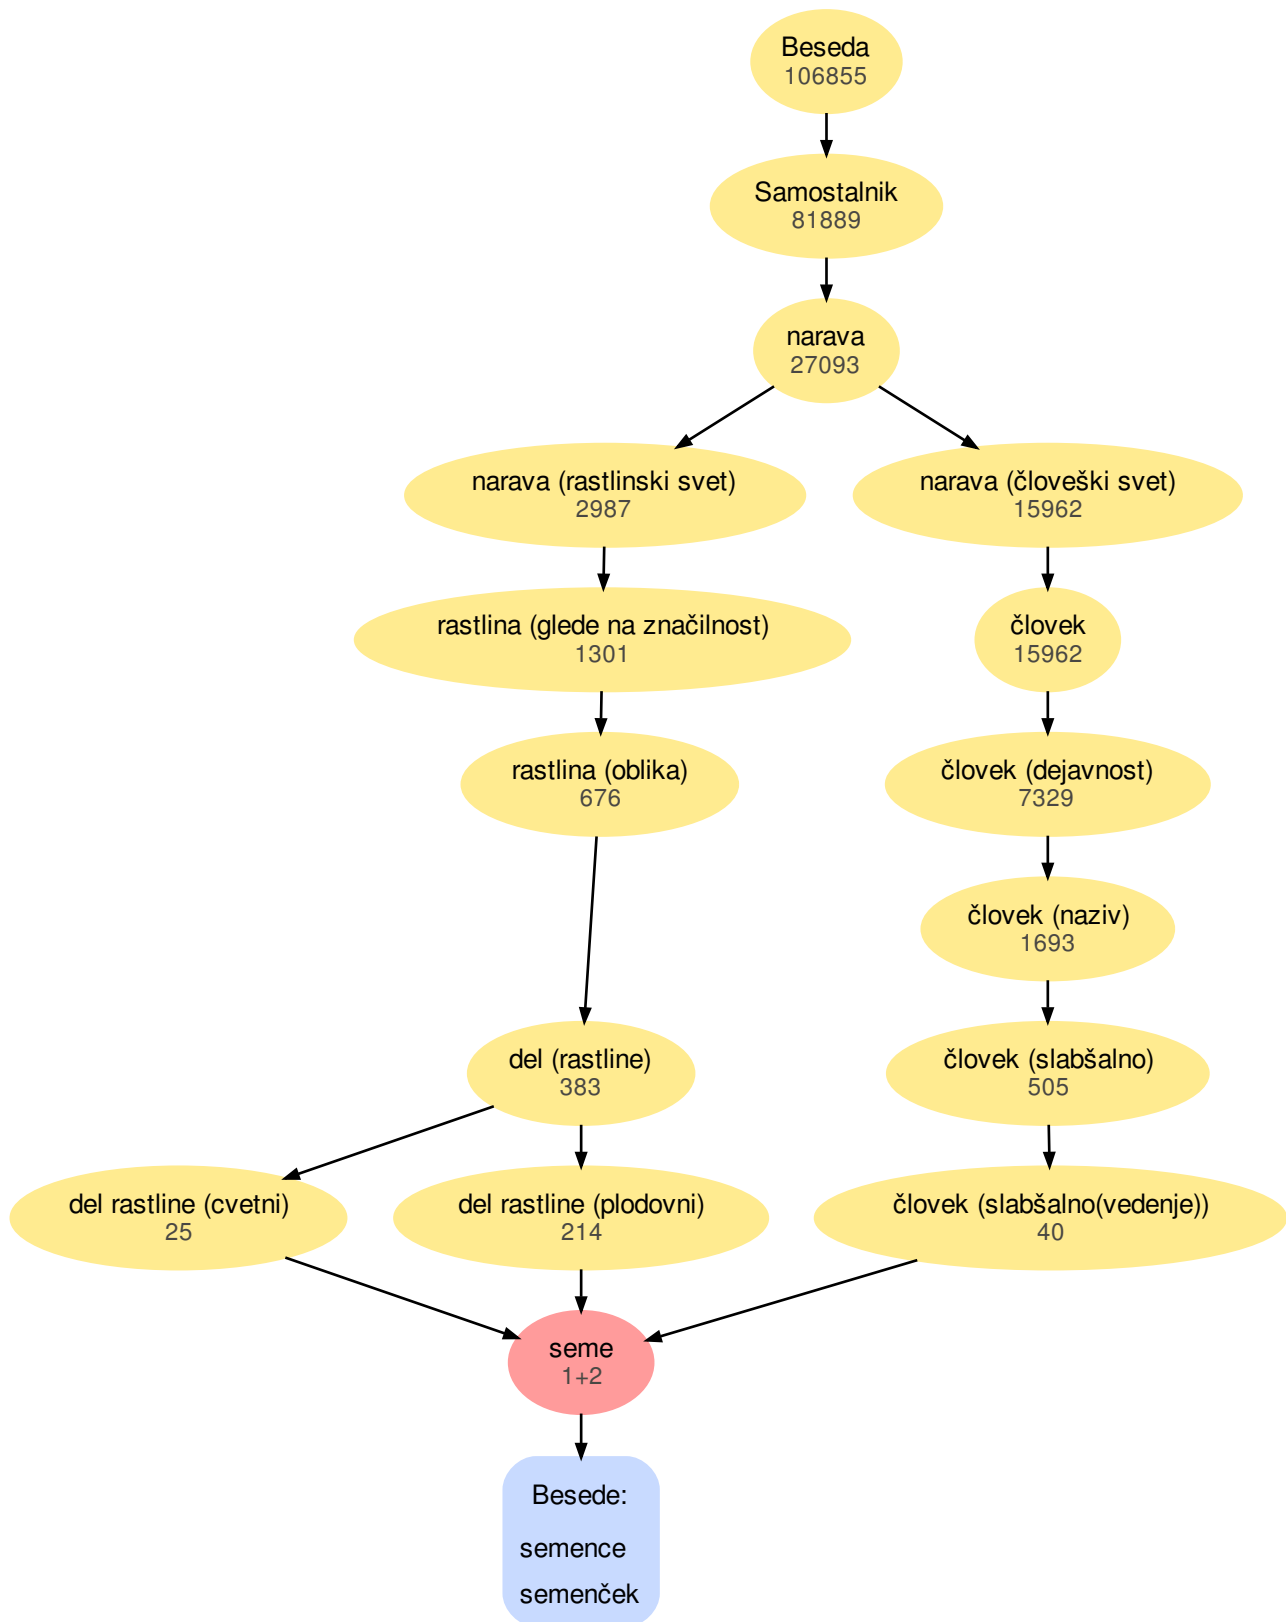 Beseda
106855
Samostalnik
81889
narava
27093
narava (rastlinski svet)
2987
narava (človeški svet)
15962
rastlina (glede na značilnost)
1301
človek
15962
rastlina (oblika)
676
človek (dejavnost)
7329
človek (naziv)
1693
del (rastline)
383
človek (slabšalno)
505
del rastline (cvetni)
25
del rastline (plodovni)
214
človek (slabšalno(vedenje))
40
seme
1+2
Besede:
semence
semenček